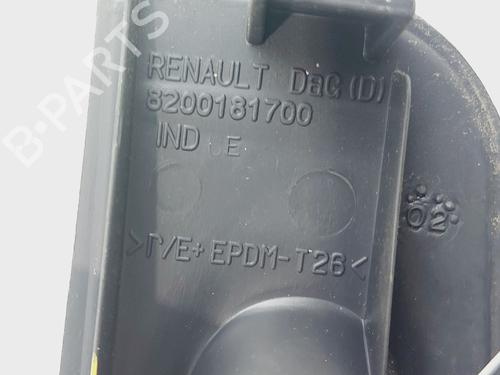 RENAULT DaC (D)
8200181700
IND E
>P/E+EPDM-T26<
02
B-PARTS